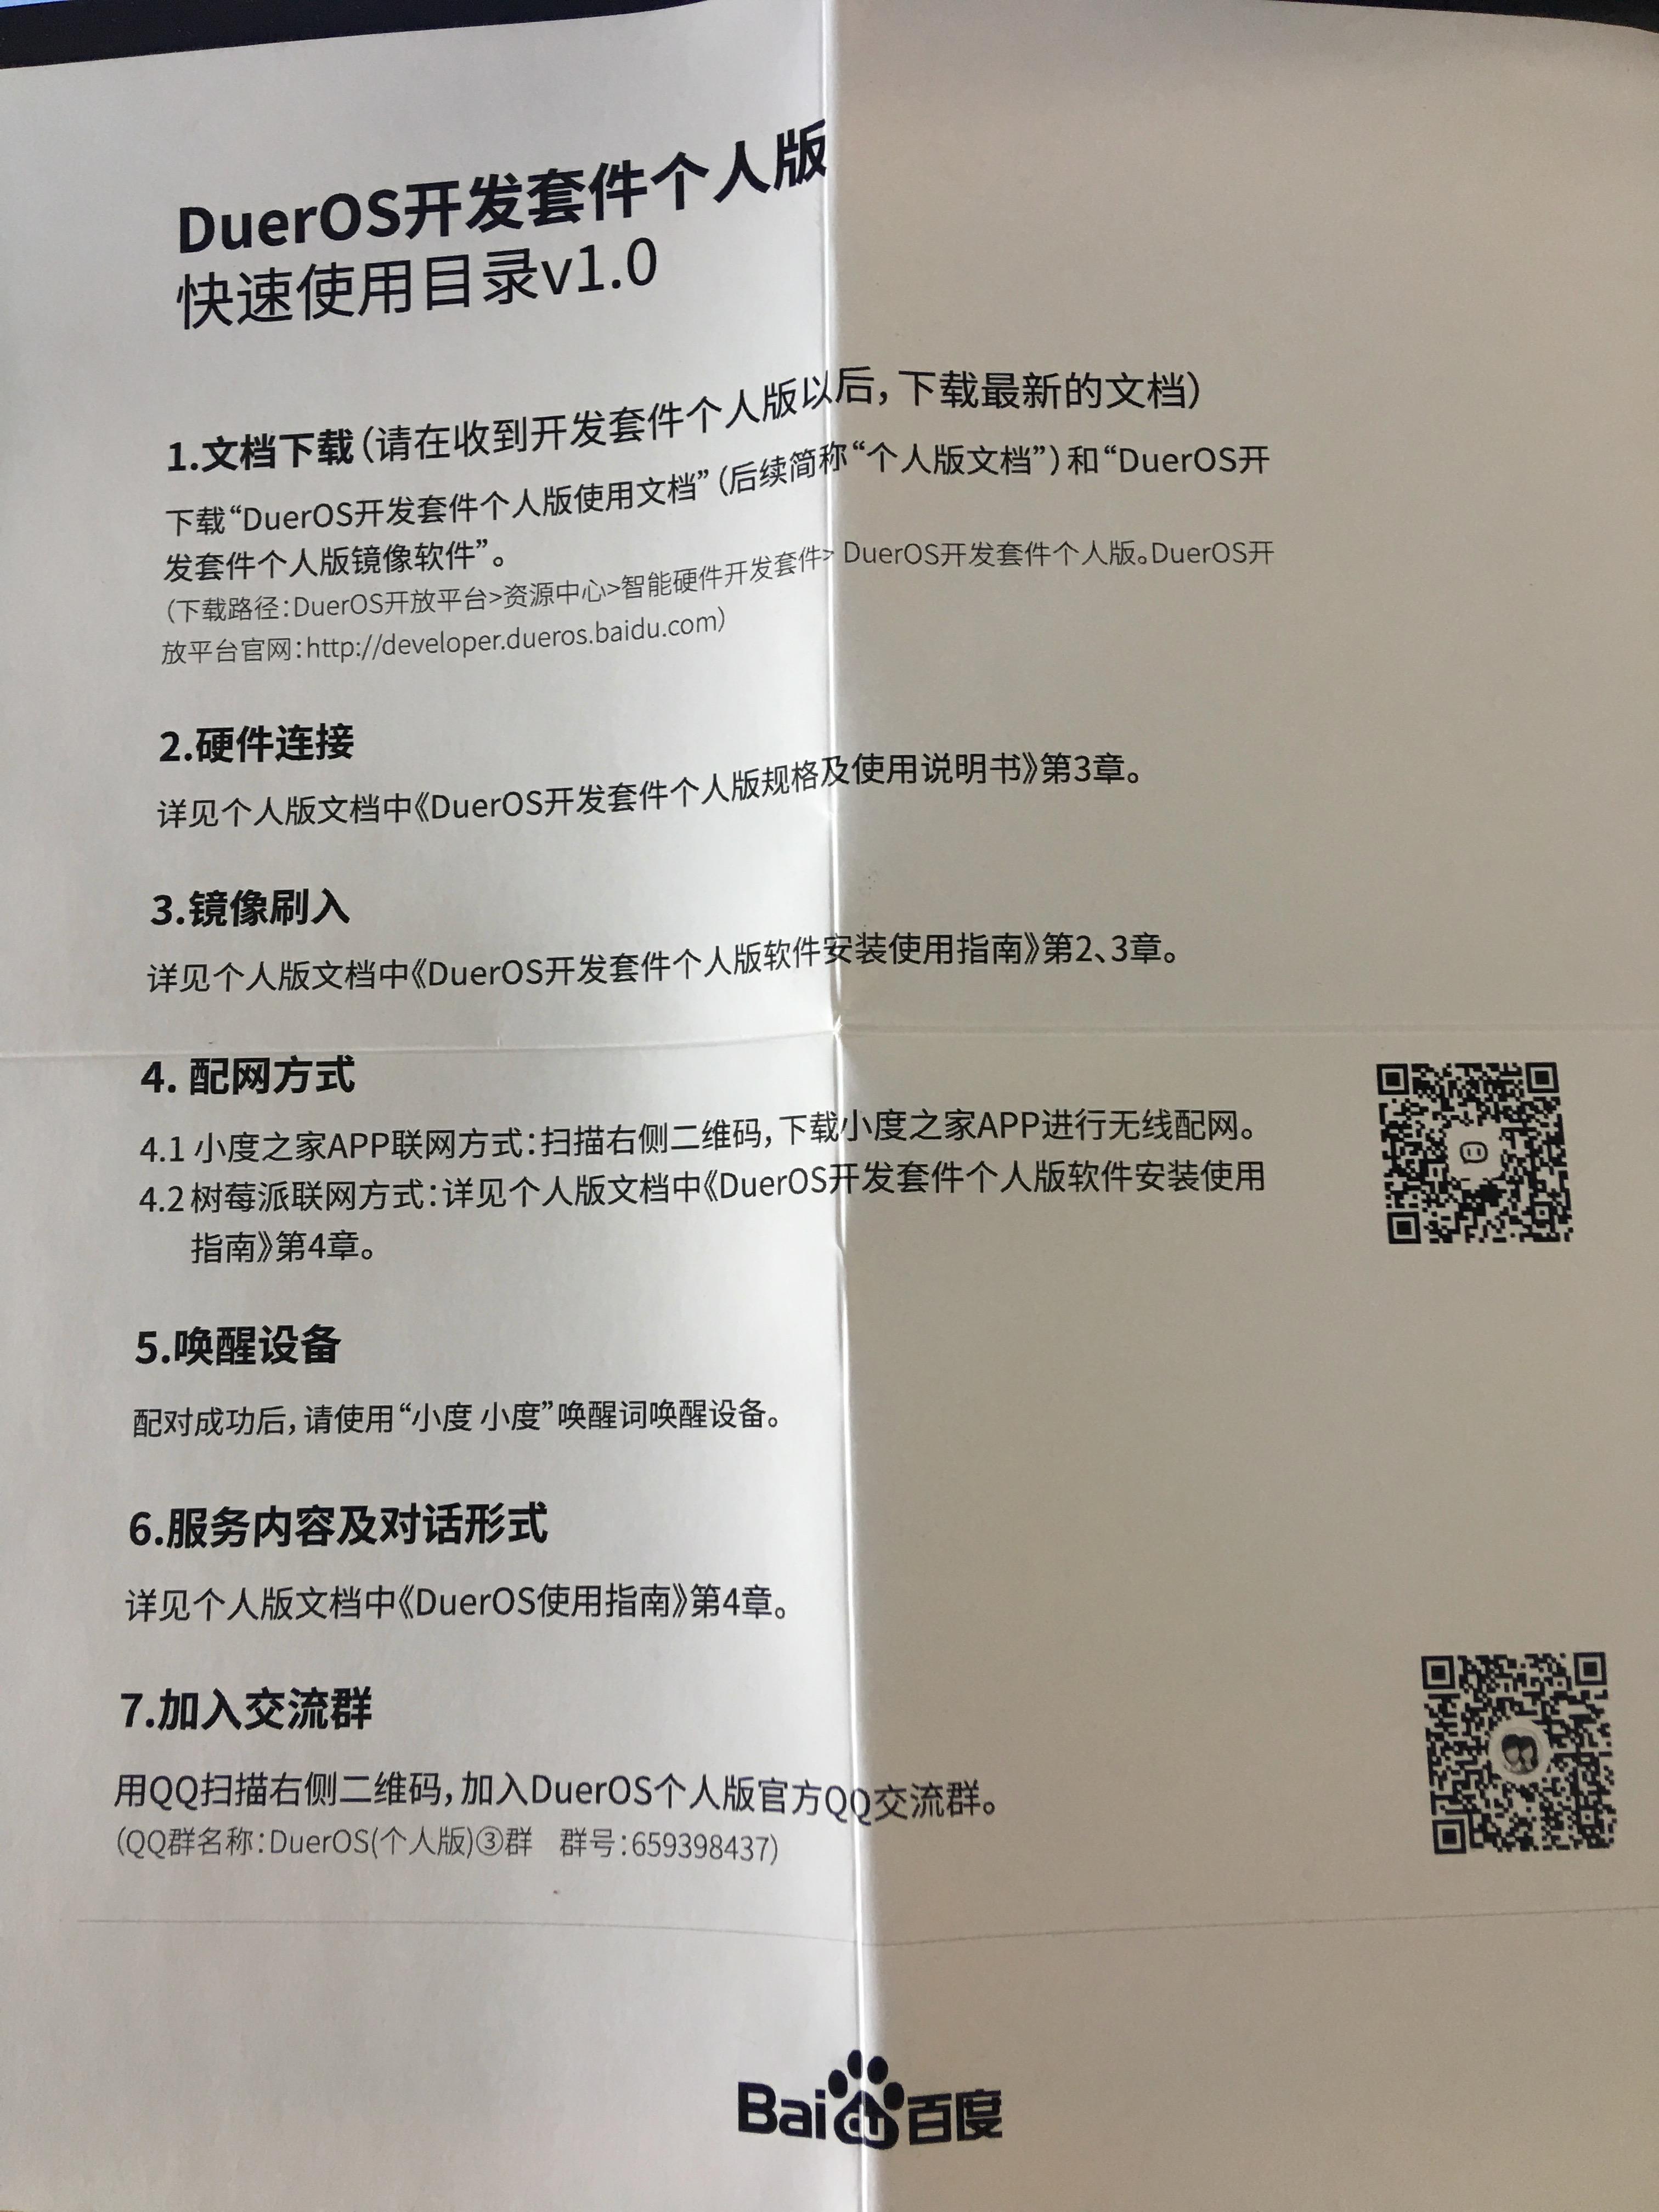 DuerOS开发套件个人版
快速使用目录v1.0
1.文档下载(请在收到开发套件个人版以后,下载最新的文档)
下载“DuerOS开发套件个人版使用文档”(后续简称“个人版文档”)和“DuerOS开
发套件个人版镜像软件”。
(下载路径:DuerOS开放平台>资源中心>智能硬件开发套件> DuerOS开发套件个人版。DuerOS开
放平台官网:http://developer.dueros.baidu.com)
2.硬件连接
详见个人版文档中《DuerOS开发套件个人版规格及使用说明书》第3章。
3.镜像刷入
详见个人版文档中《DuerOS开发套件个人版软件安装使用指南》第2、3章。
4. 配网方式
4.1 小度之家APP联网方式:扫描右侧二维码,下载小度之家APP进行无线配网。
4.2 树莓派联网方式:详见个人版文档中《DuerOS开发套件个人版软件安装使用
指南》第4章。
5.唤醒设备
配对成功后,请使用“小度 小度”唤醒词唤醒设备。
6.服务内容及对话形式
详见个人版文档中《DuerOS使用指南》第4章。
7.加入交流群
用QQ扫描右侧二维码,加入DuerOS个人版官方QQ交流群。
(QQ群名称:DuerOS(个人版)③群 群号:659398437)
Baidu百度